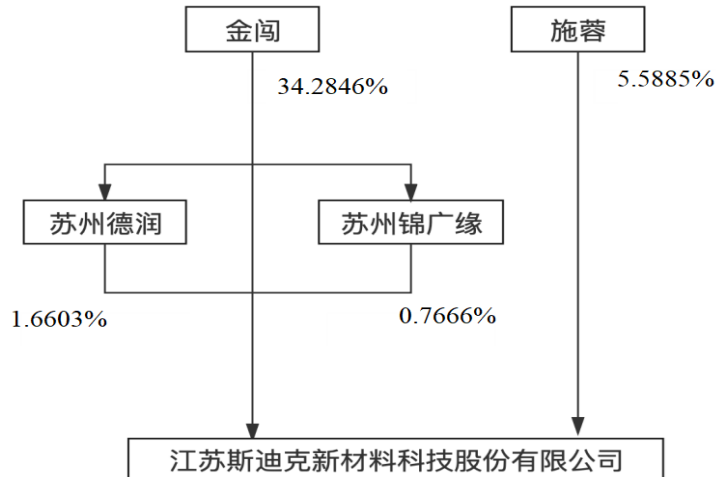 金闯
施蓉
34.2846%
5.5885%
苏州德润
苏州锦广缘
1.6603%
0.7666%
江苏斯迪克新材料科技股份有限公司